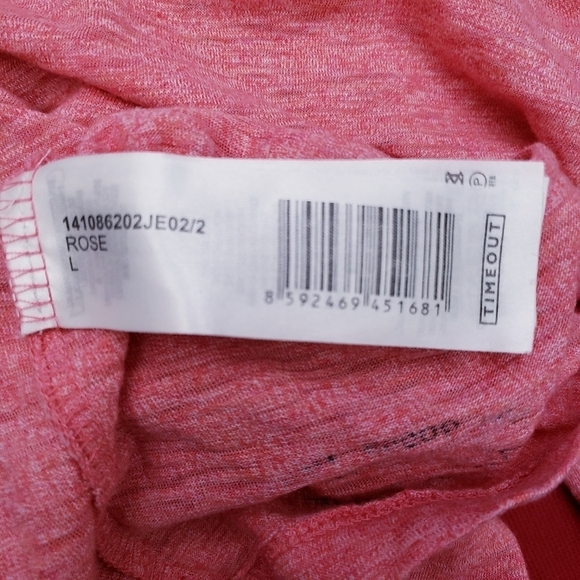 141086202JE02/2
ROSE
L
8 592469 451681
TIMEOUT
P